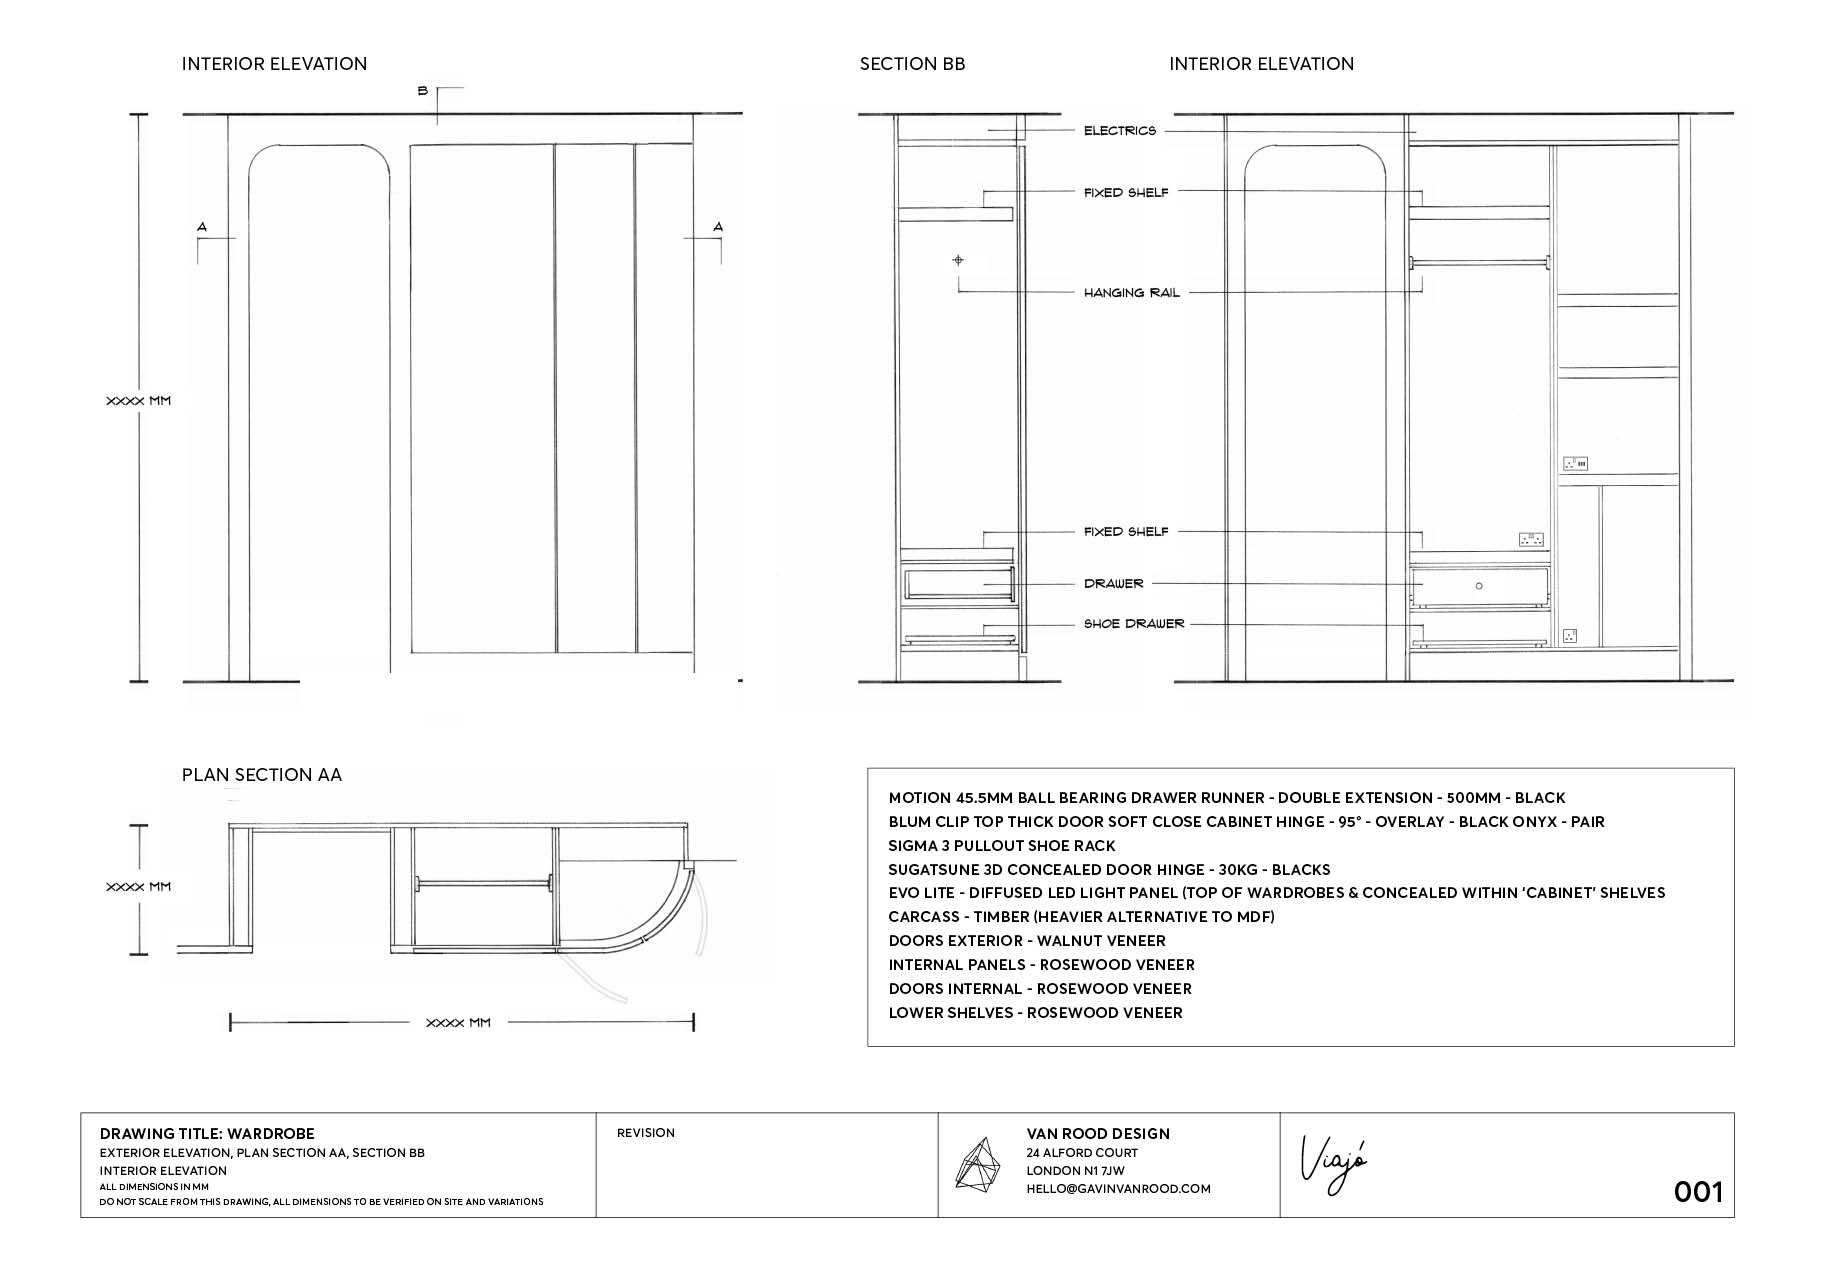 INTERIOR ELEVATION
SECTION BB
INTERIOR ELEVATION
B
ELECTRICS
FIXED SHELF
A
A
HANGING RAIL
XXXX MM
FIXED SHELF
DRAWER
SHOE DRAWER
PLAN SECTION AA
XXXX MM
XXXX MM
MOTION 45.5MM BALL BEARING DRAWER RUNNER - DOUBLE EXTENSION - 500MM - BLACK
BLUM CLIP TOP THICK DOOR SOFT CLOSE CABINET HINGE - 95° - OVERLAY - BLACK ONYX - PAIR
SIGMA 3 PULLOUT SHOE RACK
SUGATSUNE 3D CONCEALED DOOR HINGE - 30KG - BLACKS
EVO LITE - DIFFUSED LED LIGHT PANEL (TOP OF WARDROBES & CONCEALED WITHIN 'CABINET' SHELVES
CARCASS - TIMBER (HEAVIER ALTERNATIVE TO MDF)
DOORS EXTERIOR - WALNUT VENEER
INTERNAL PANELS - ROSEWOOD VENEER
DOORS INTERNAL - ROSEWOOD VENEER
LOWER SHELVES - ROSEWOOD VENEER
DRAWING TITLE: WARDROBE
EXTERIOR ELEVATION, PLAN SECTION AA, SECTION BB
INTERIOR ELEVATION
ALL DIMENSIONS IN MM
DO NOT SCALE FROM THIS DRAWING, ALL DIMENSIONS TO BE VERIFIED ON SITE AND VARIATIONS
REVISION
VAN ROOD DESIGN
24 ALFORD COURT
LONDON N1 7JW
HELLO@GAVINVANROOD.COM
Viajó
001